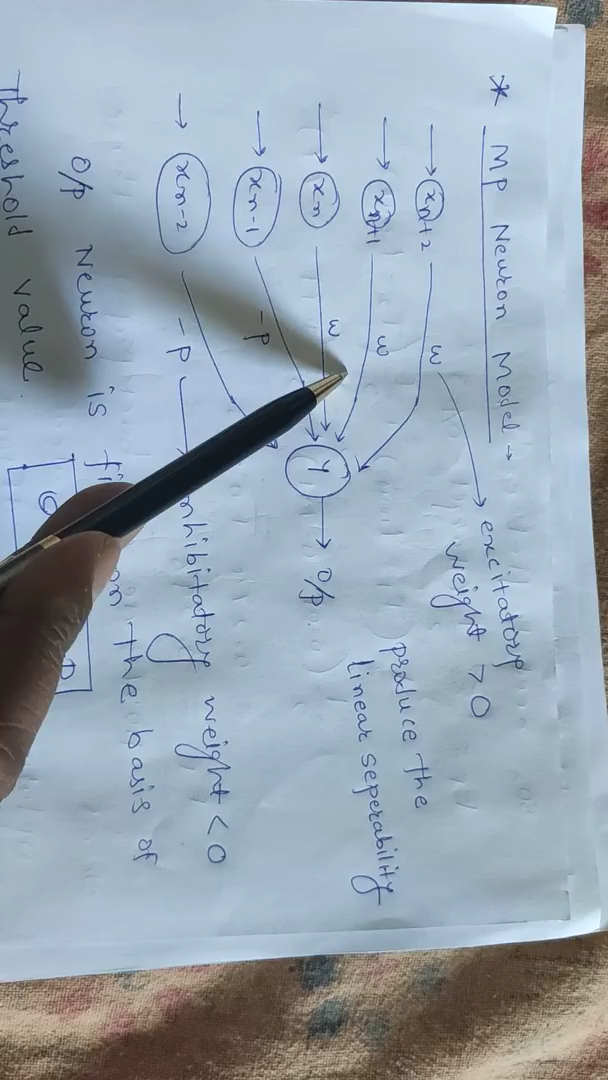 * MP Neuron Model →
xn+2 w excitatory
weight > 0
xn+1 w
produce the
linear seperability
xn w Y O/P
xn-1 -p
xn-2 -p inhibitatory weight < 0
O/P Neuron is on the basis of
Threshold value.